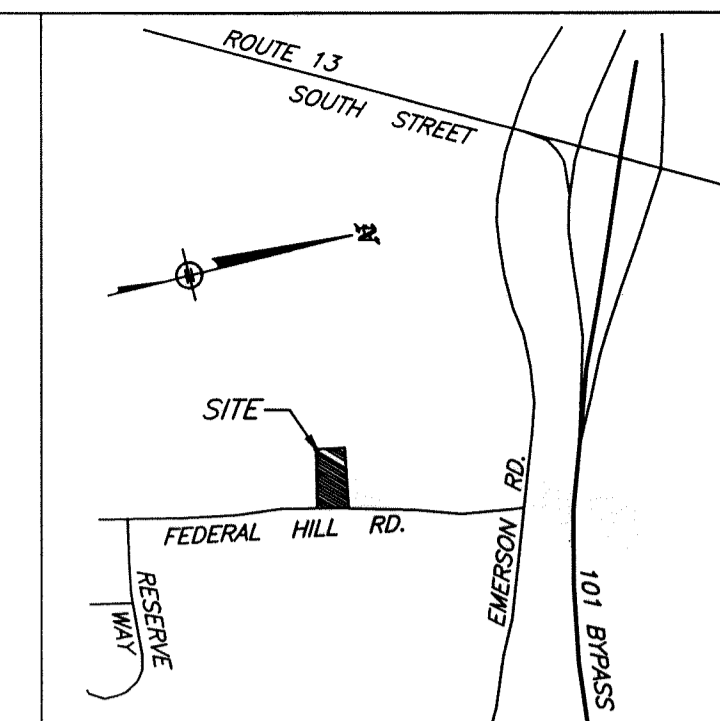 ROUTE 13
SOUTH STREET
N
SITE
FEDERAL HILL RD.
EMERSON RD.
RESERVE
WAY
101 BYPASS